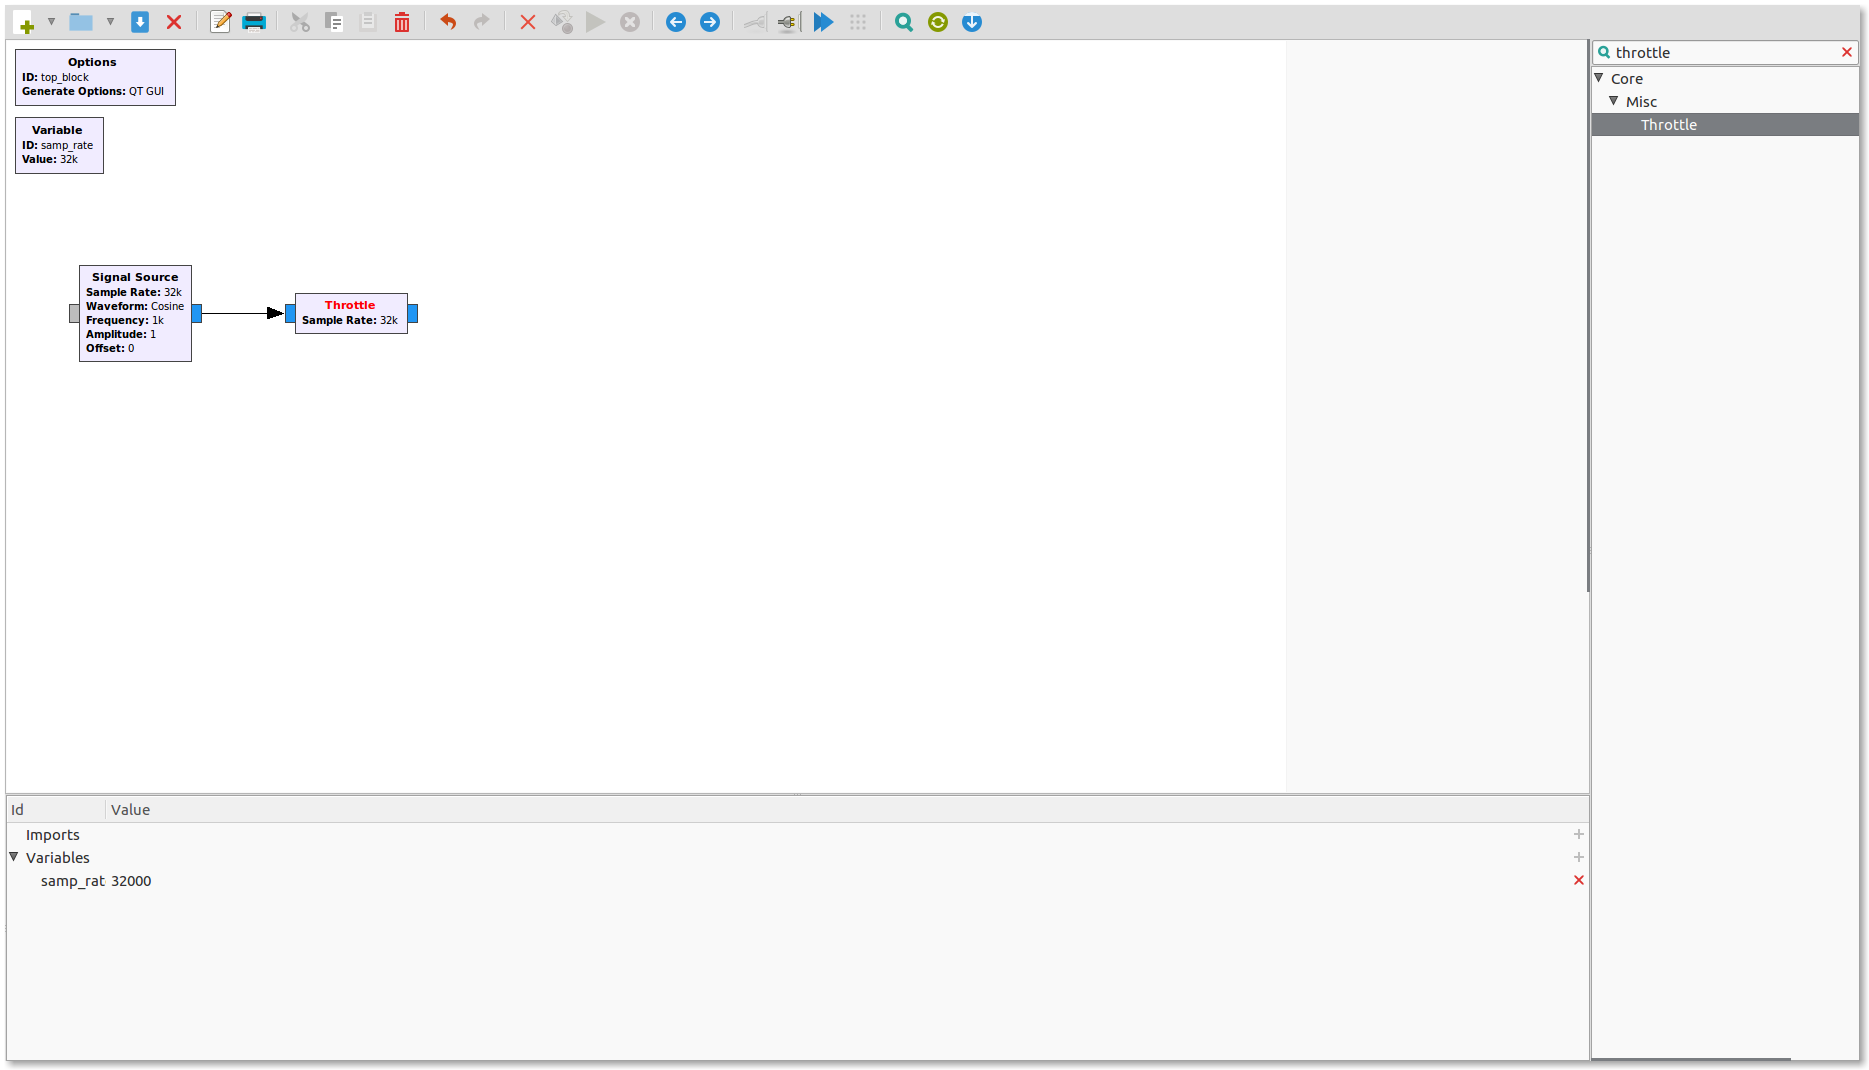 throttle
Core
Misc
Throttle
Options
ID: top_block
Generate Options: QT GUI
Variable
ID: samp_rate
Value: 32k
Signal Source
Sample Rate: 32k
Waveform: Cosine
Frequency: 1k
Amplitude: 1
Offset: 0
Throttle
Sample Rate: 32k
Id Value
Imports
Variables
samp_rat 32000